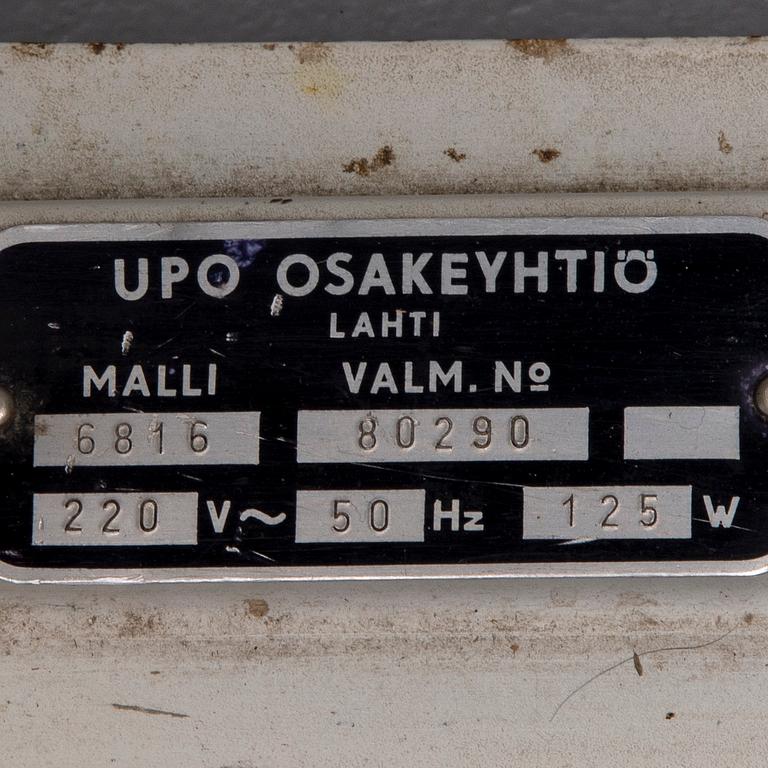 UPO OSAKEYHTIÖ
LAHTI
MALLI VALM. Nº
6816 80290
220 V~ 50 Hz 125 W